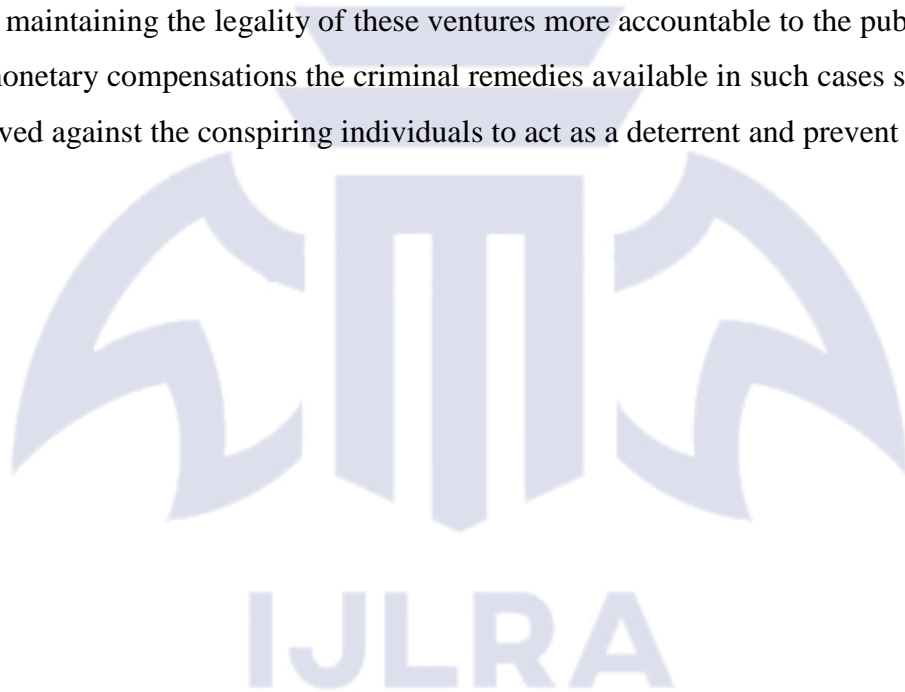 maintaining the legality of these ventures more accountable to the pub
onetary compensations the criminal remedies available in such cases s
ved against the conspiring individuals to act as a deterrent and prevent
IJLRA